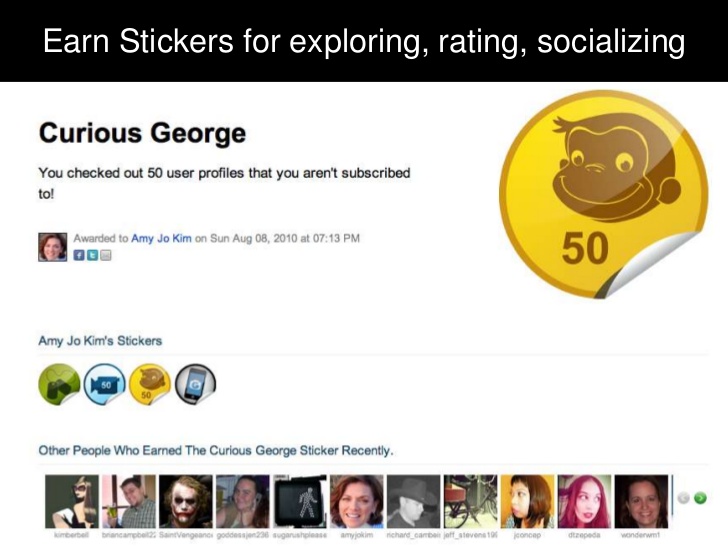 Earn Stickers for exploring, rating, socializing
Curious George
You checked out 50 user profiles that you aren't subscribed
to!
50
Awarded to Amy Jo Kim on Sun Aug 08, 2010 at 07:13 PM
Amy Jo Kim's Stickers
50
50
Other People Who Earned The Curious George Sticker Recently.
kimberbell briancampbell22 SaintVengeance goddessjen236 sugarushplease amyjokim richard_cambei jeff_stevens199 jconcep dtzepeda wonderwm1